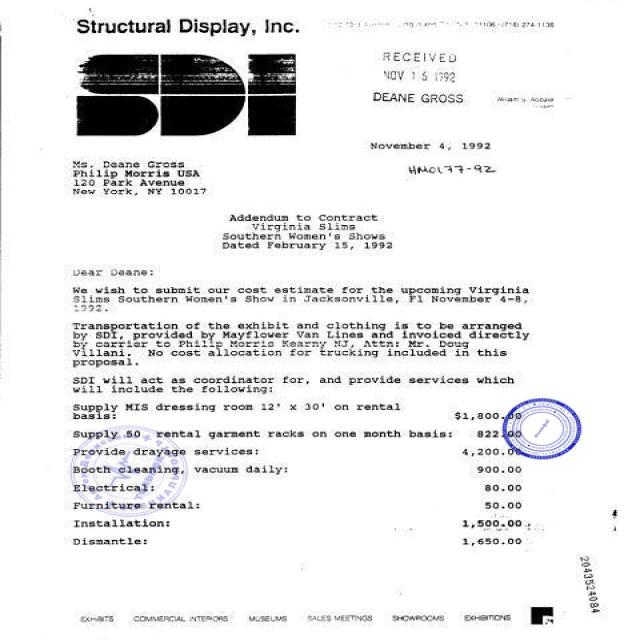 Structural Display, Inc.
11106 - (718) 274-1136
SDI
RECEIVED
NOV 16 1992
DEANE GROSS
November 4, 1992
HM0177-92
Ms. Deane Gross
Philip Morris USA
120 Park Avenue
New York, NY 10017
Addendum to Contract
Virginia Slims
Southern Women's Shows
Dated February 15, 1992
Dear Deane:
We wish to submit our cost estimate for the upcoming Virginia
Slims Southern Women's Show in Jacksonville, Fl November 4-8,
1992.
Transportation of the exhibit and clothing is to be arranged
by SDI, provided by Mayflower Van Lines and invoiced directly
by carrier to Philip Morris Kearny NJ, Attn: Mr. Doug
Villani. No cost allocation for trucking included in this
proposal.
SDI will act as coordinator for, and provide services which
will include the following:
Supply MIS dressing room 12' x 30' on rental
basis: $1,800.00
Supply 50 rental garment racks on one month basis: 822.00
Provide drayage services: 4,200.00
Booth cleaning, vacuum daily: 900.00
Electrical: 80.00
Furniture rental: 50.00
Installation: 1,500.00
Dismantle: 1,650.00
2043524084
EXHIBITS COMMERCIAL INTERIORS MUSEUMS SALES MEETINGS SHOWROOMS EXHIBITIONS